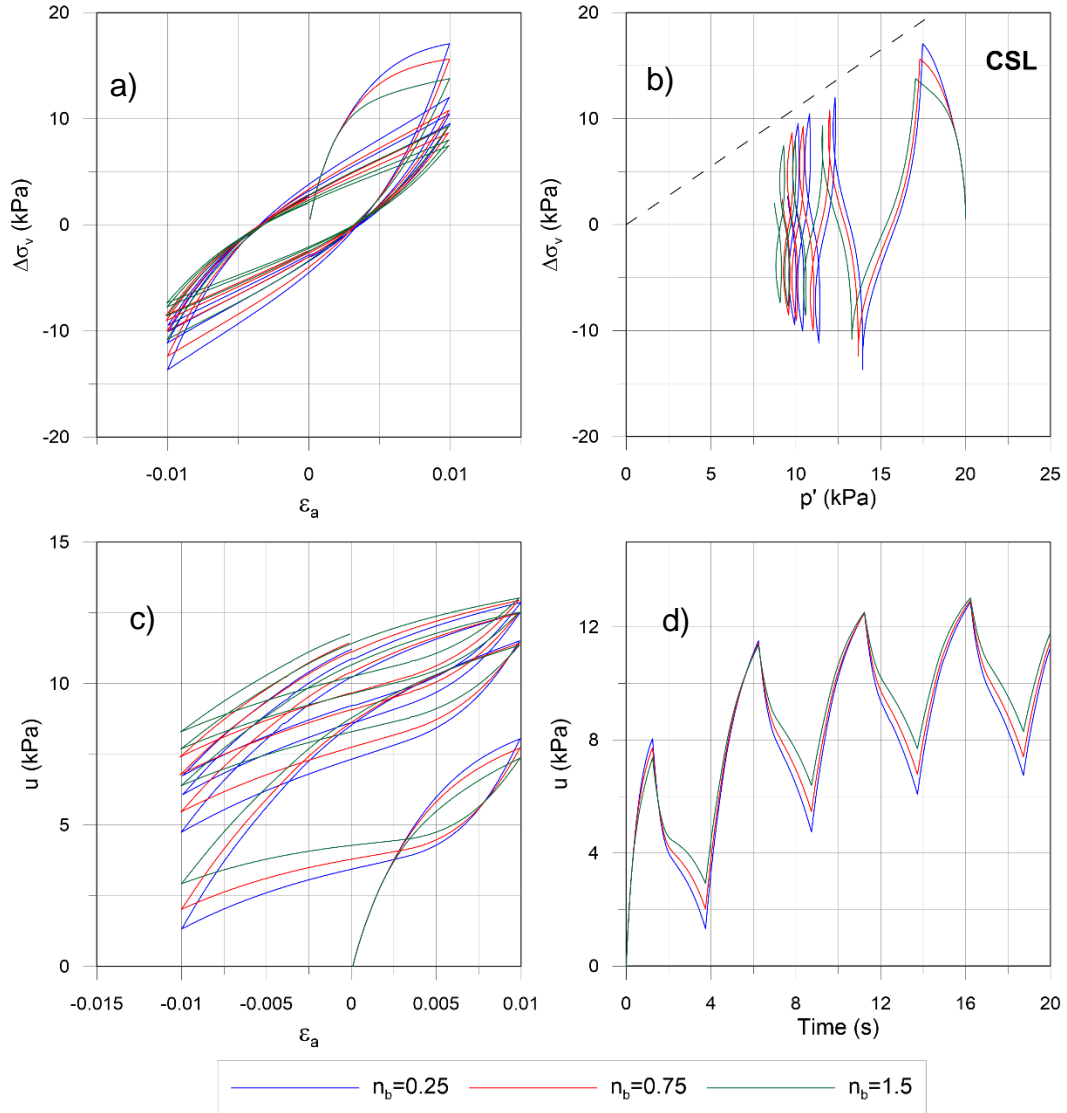 20
10
0
-10
-20
Δσv (kPa)
-0.01
0
0.01
εa
a)
20
10
0
-10
-20
Δσv (kPa)
0
5
10
15
20
25
p' (kPa)
b)
CSL
15
10
5
0
u (kPa)
-0.015
-0.01
-0.005
0
0.005
0.01
εa
c)
12
8
4
0
u (kPa)
0
4
8
12
16
20
Time (s)
d)
nb=0.25 nb=0.75 nb=1.5